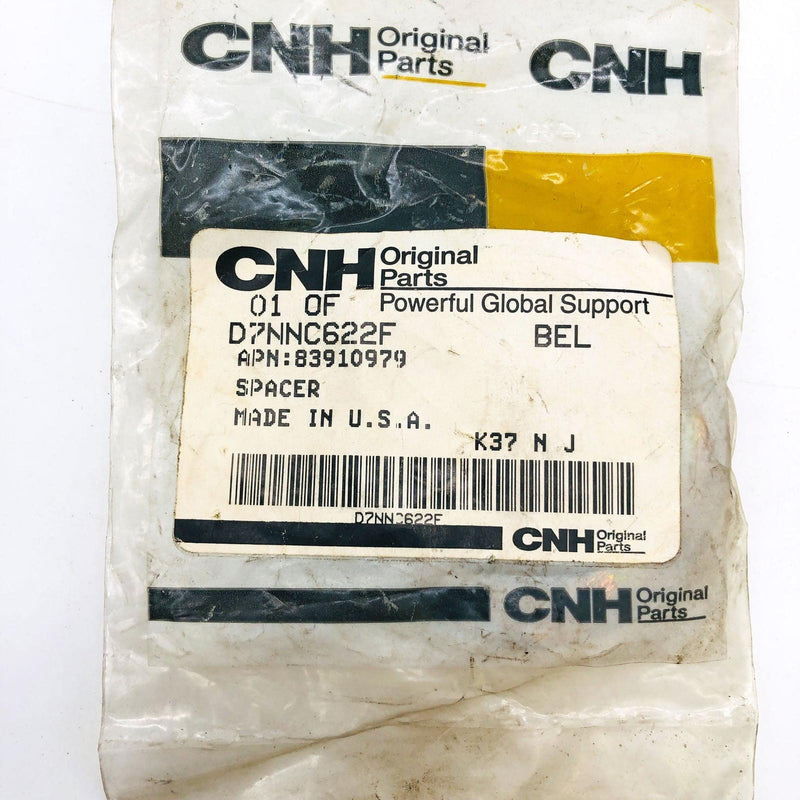 CNH Original Parts
CNH
CNH Original Parts
Powerful Global Support
01 OF
D7NNC622F BEL
APN:83910979
SPACER
MADE IN U.S.A.
K37 N J
D7NNC622F
CNH Original Parts
CNH Original Parts